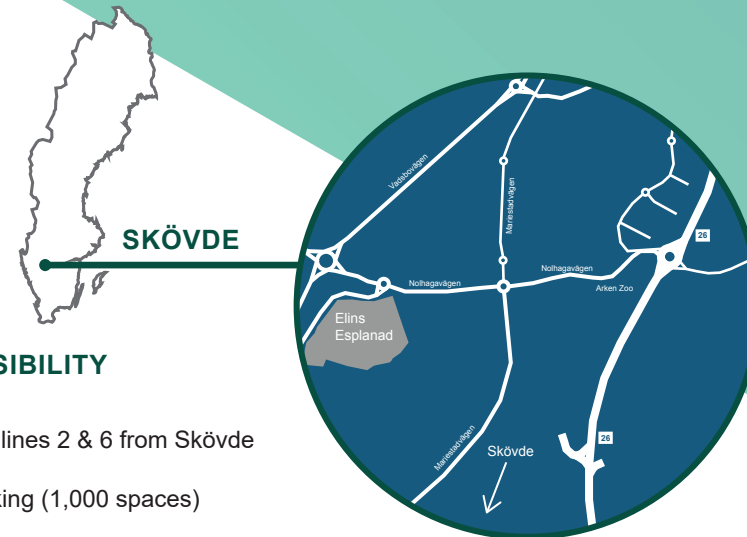 SKÖVDE
Vadsbovägen
Mariestadvägen
26
Nolhagavägen
Nolhagavägen
Arken Zoo
Elins
Esplanad
SIBILITY
Mariestadvägen
26
Skövde
lines 2 & 6 from Skövde
king (1,000 spaces)